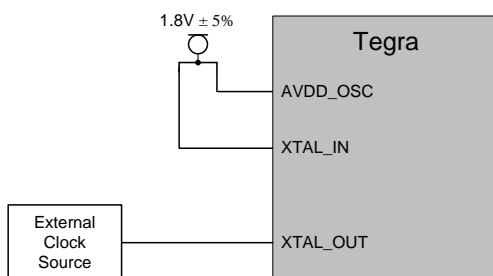 1.8V ± 5%
Tegra
AVDD_OSC
XTAL_IN
XTAL_OUT
External
Clock
Source